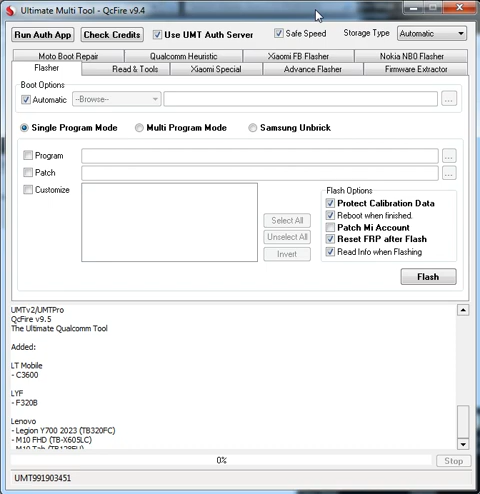 Ultimate Multi Tool - QcFire v9.4
Run Auth App
Check Credits
Use UMT Auth Server
Safe Speed
Storage Type
Automatic
Moto Boot Repair
Qualcomm Heuristic
Xiaomi FB Flasher
Nokia NB0 Flasher
Flasher
Read & Tools
Xiaomi Special
Advance Flasher
Firmware Extractor
Boot Options
Automatic
--Browse--
...
Single Program Mode
Multi Program Mode
Samsung Unbrick
Program
...
Patch
...
Customize
Select All
Unselect All
Invert
Flash Options
Protect Calibration Data
Reboot when finished.
Patch Mi Account
Reset FRP after Flash
Read Info when Flashing
Flash
UMTv2/UMTPro
QcFire v9.5
The Ultimate Qualcomm Tool
Added:
LT Mobile
- C3600
LYF
- F320B
Lenovo
- Legion Y700 2023 (TB320FC)
- M10 FHD (TB-X605LC)
- M10 Tab (TB128FU)
0%
Stop
UMT991903451